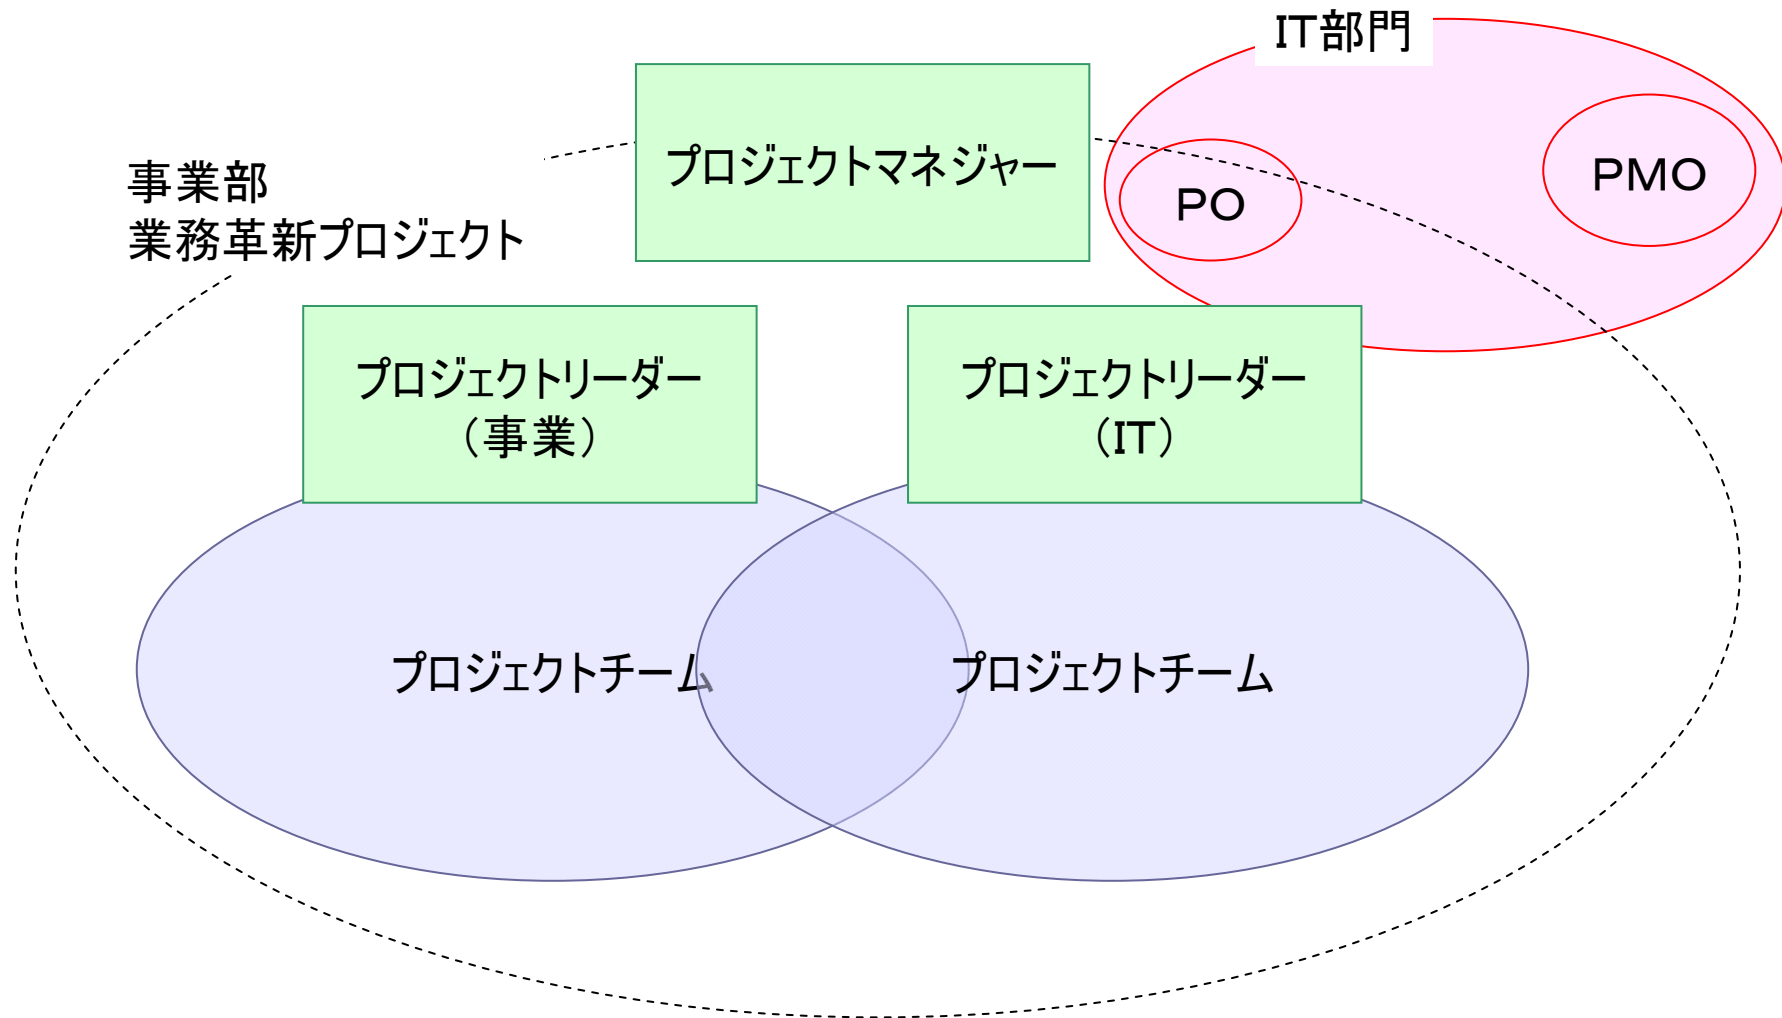 IT部門
プロジェクトマネジャー
PO
PMO
事業部
業務革新プロジェクト
プロジェクトリーダー
（事業）
プロジェクトリーダー
（IT）
プロジェクトチーム
プロジェクトチーム